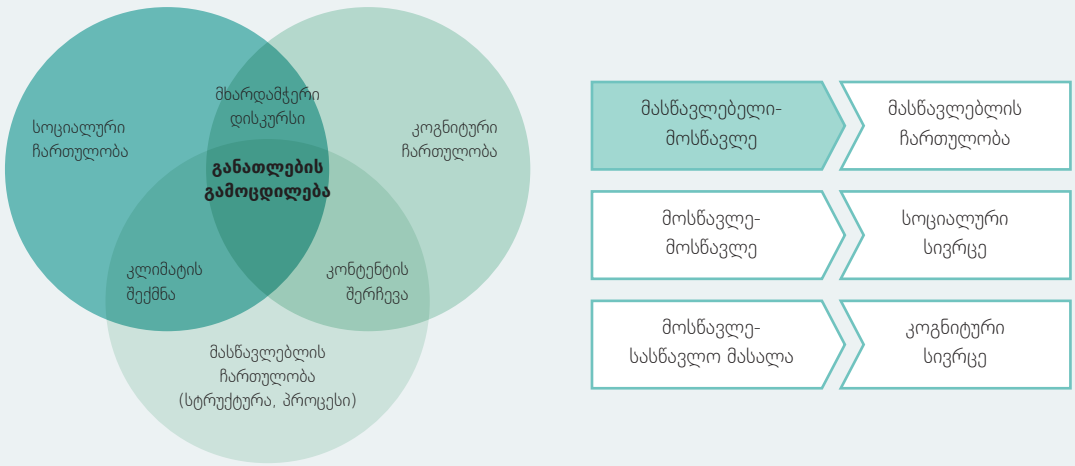 სოციალური
ჩართულობა
მხარდამჭერი
დისკურსი
კოგნიტური
ჩართულობა
განათლების
გამოცდილება
კლიმატის
შექმნა
კონტენტის
შერჩევა
მასწავლებლის
ჩართულობა
(სტრუქტურა, პროცესი)
მასწავლებელი-
მოსწავლე
მასწავლებლის
ჩართულობა
მოსწავლე-
მოსწავლე
სოციალური
სივრცე
მოსწავლე-
სასწავლო მასალა
კოგნიტური
სივრცე